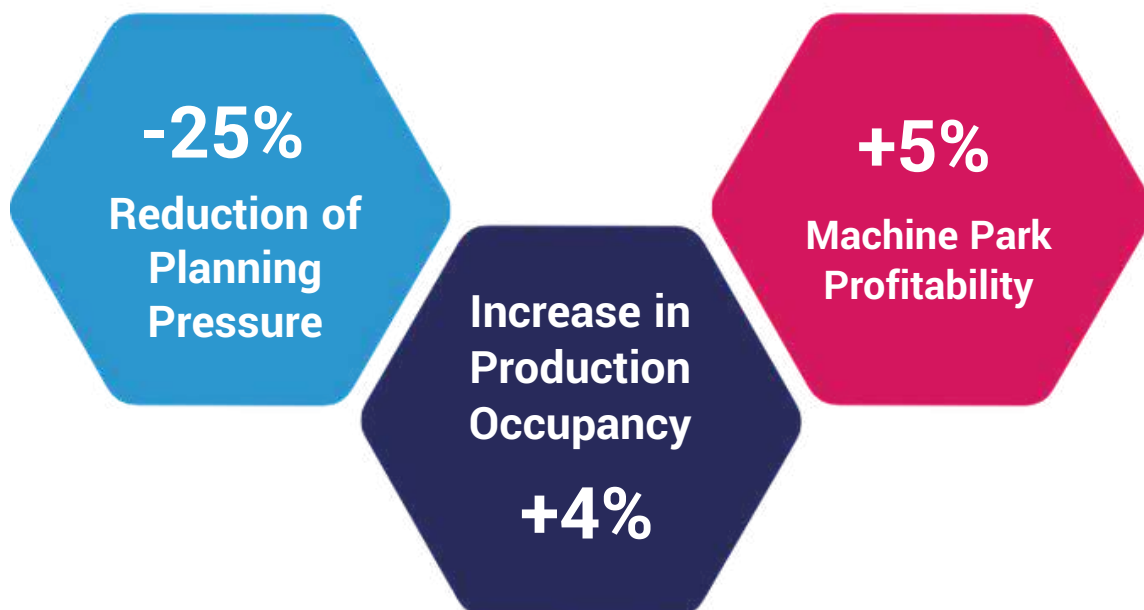 -25%
Reduction of
Planning
Pressure
Increase in
Production
Occupancy
+4%
+5%
Machine Park
Profitability